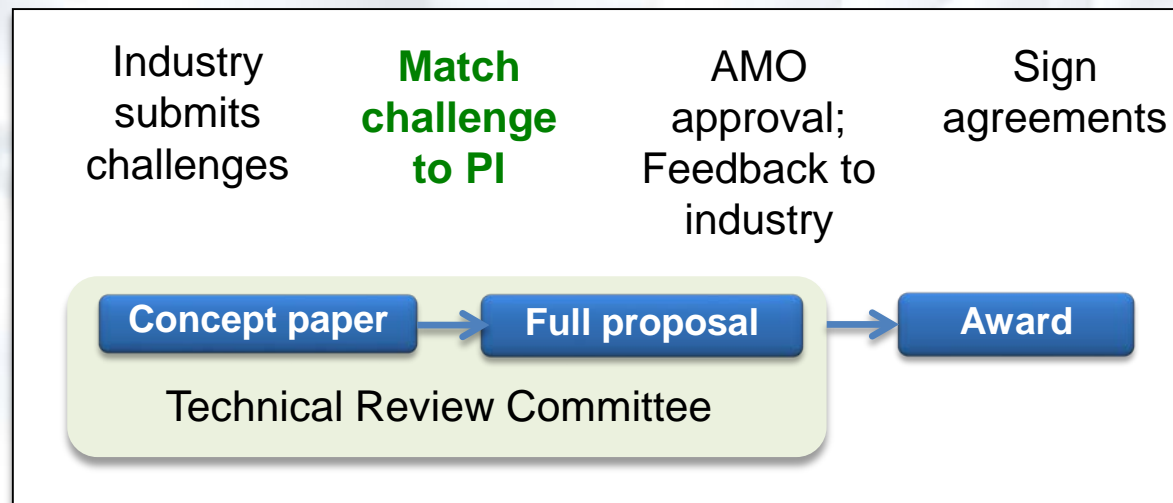 Industry
submits
challenges
Match
challenge
to PI
AMO
approval;
Feedback to
industry
Sign
agreements
Concept paper
Full proposal
Award
Technical Review Committee